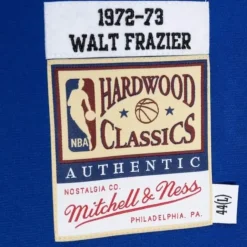 1972-73
WALT FRAZIER
HARDWOOD
CLASSICS
NBA
AUTHENTIC
NOSTALGIA CO.
Mitchell & Ness
PHILADELPHIA, PA.
44(L)